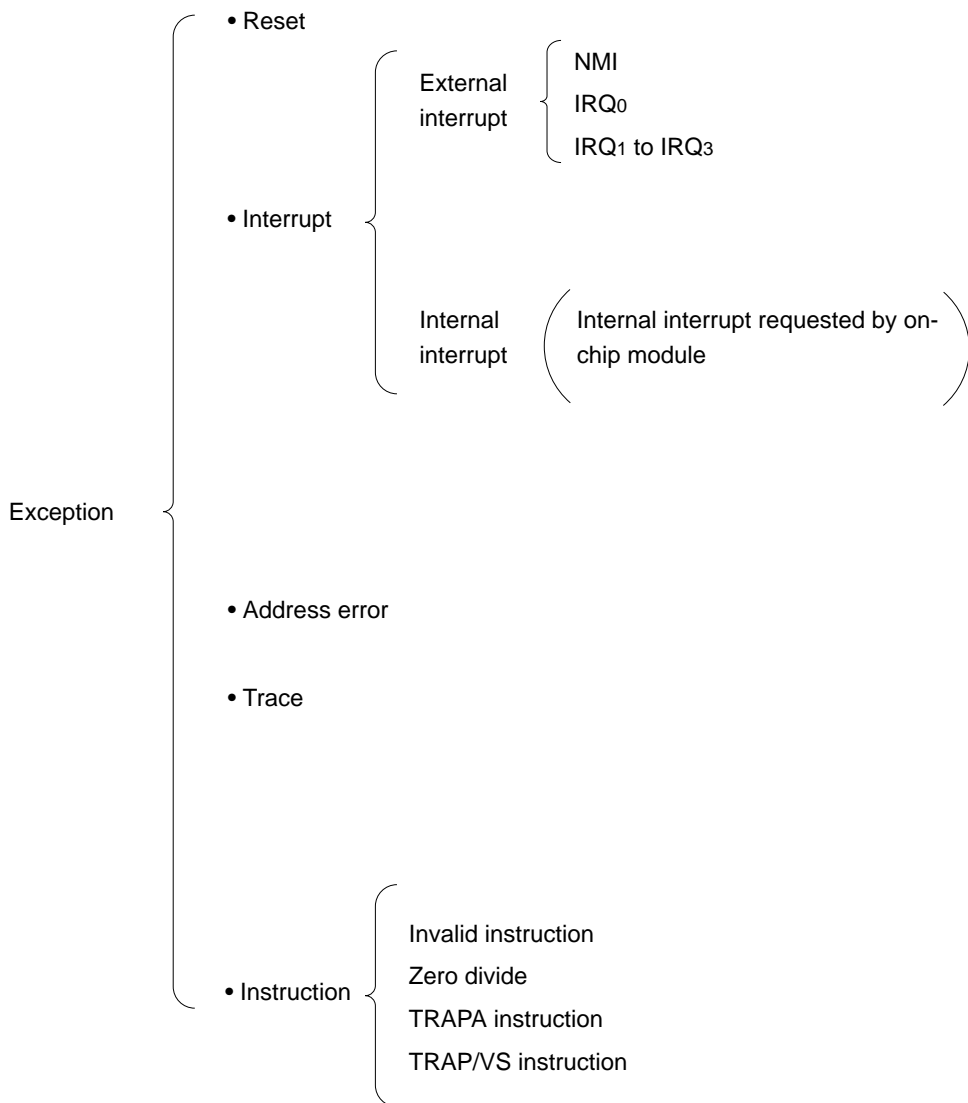 • Reset
NMI
External
interrupt
IRQ0
IRQ1 to IRQ3
• Interrupt
Internal
interrupt
Internal interrupt requested by on-
chip module
Exception
• Address error
• Trace
• Instruction
Invalid instruction
Zero divide
TRAPA instruction
TRAP/VS instruction